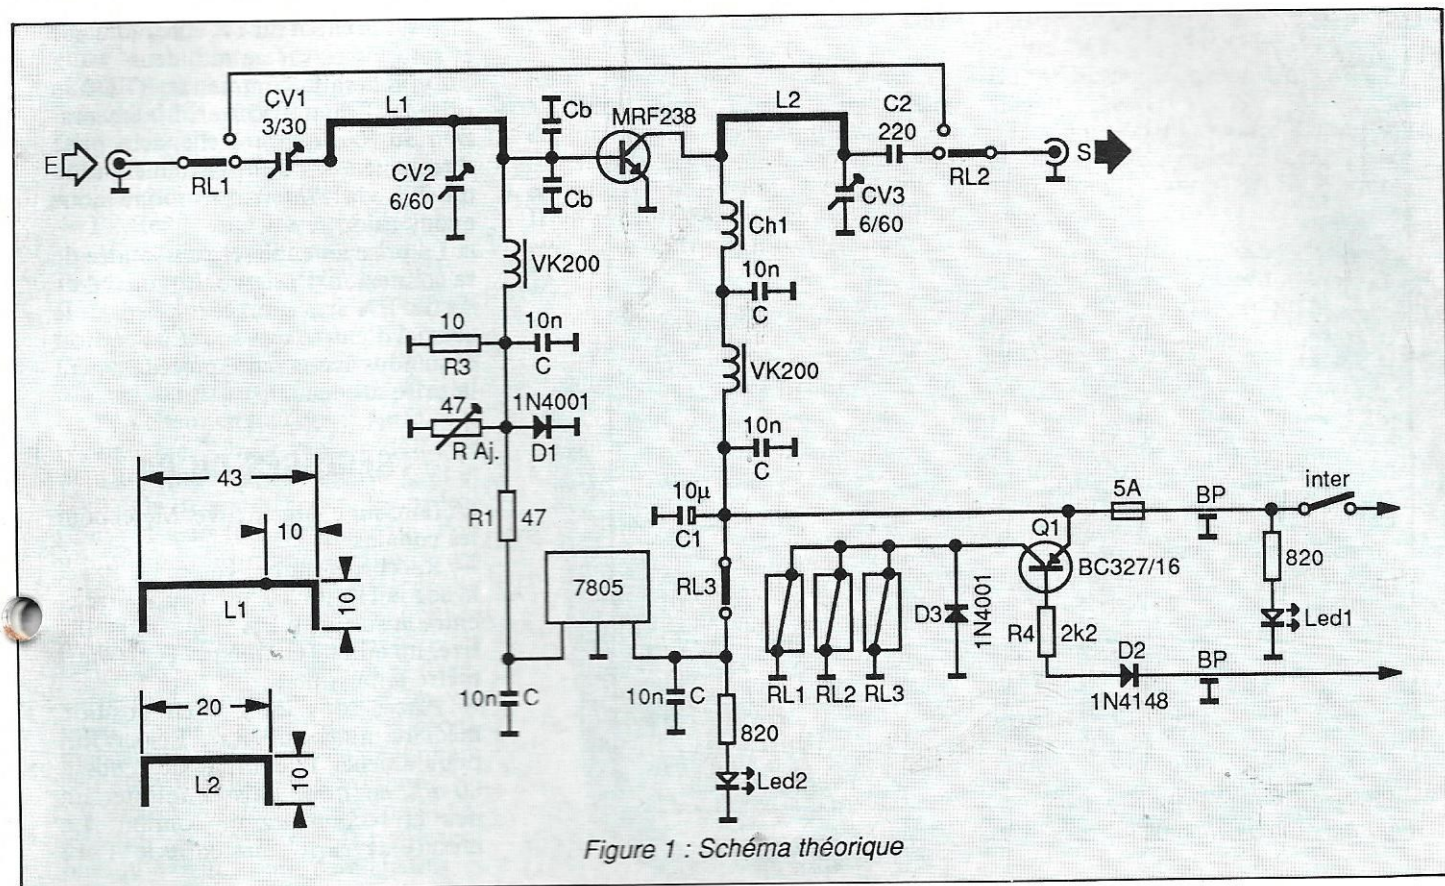 CV1
3/30
L1
Cb
MRF238
L2
C2
220
E
RL1
CV2
6/60
Cb
RL2
S
CV3
6/60
Ch1
VK200
10n
C
10
R3
10n
C
VK200
47
R Aj.
1N4001
D1
10n
C
43
10
10
L1
R1
47
10µ
C1
5A
BP
inter
Q1
BC327/16
820
7805
RL3
D3
1N4001
R4
2k2
Led1
D2
1N4148
BP
10n
C
10n
C
RL1
RL2
RL3
20
L2
10
820
Led2
Figure 1 : Schéma théorique